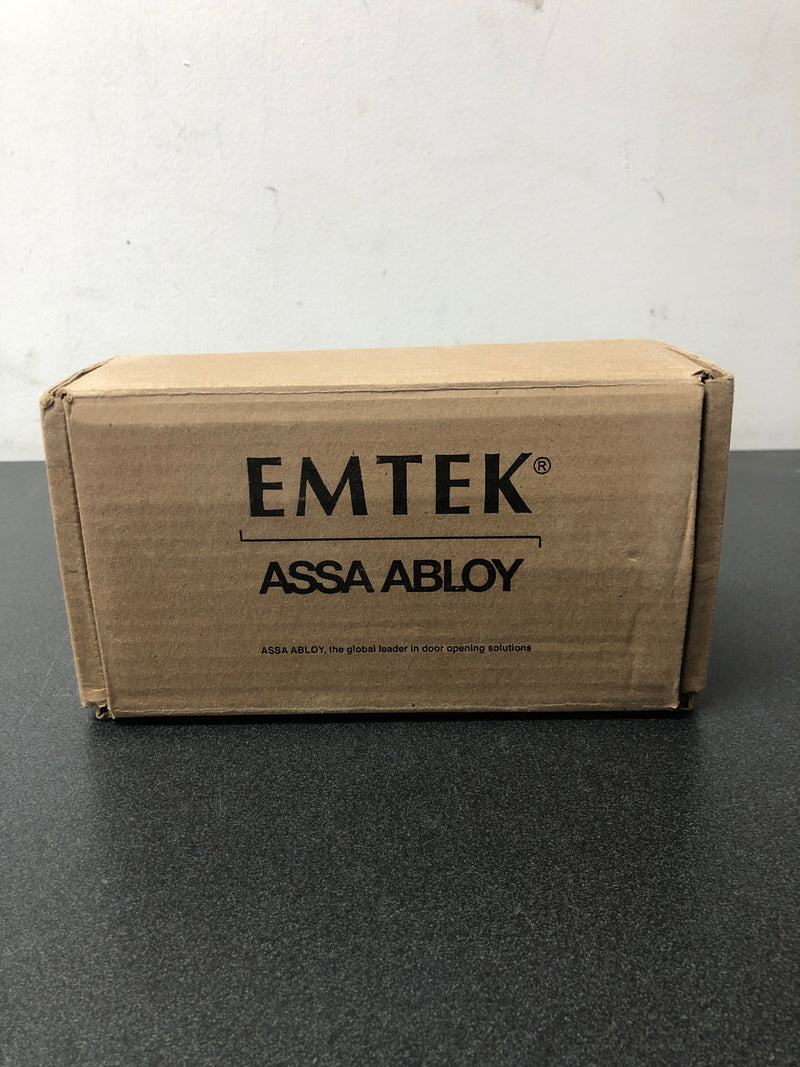 EMTEK®
ASSA ABLOY
ASSA ABLOY, the global leader in door opening solutions